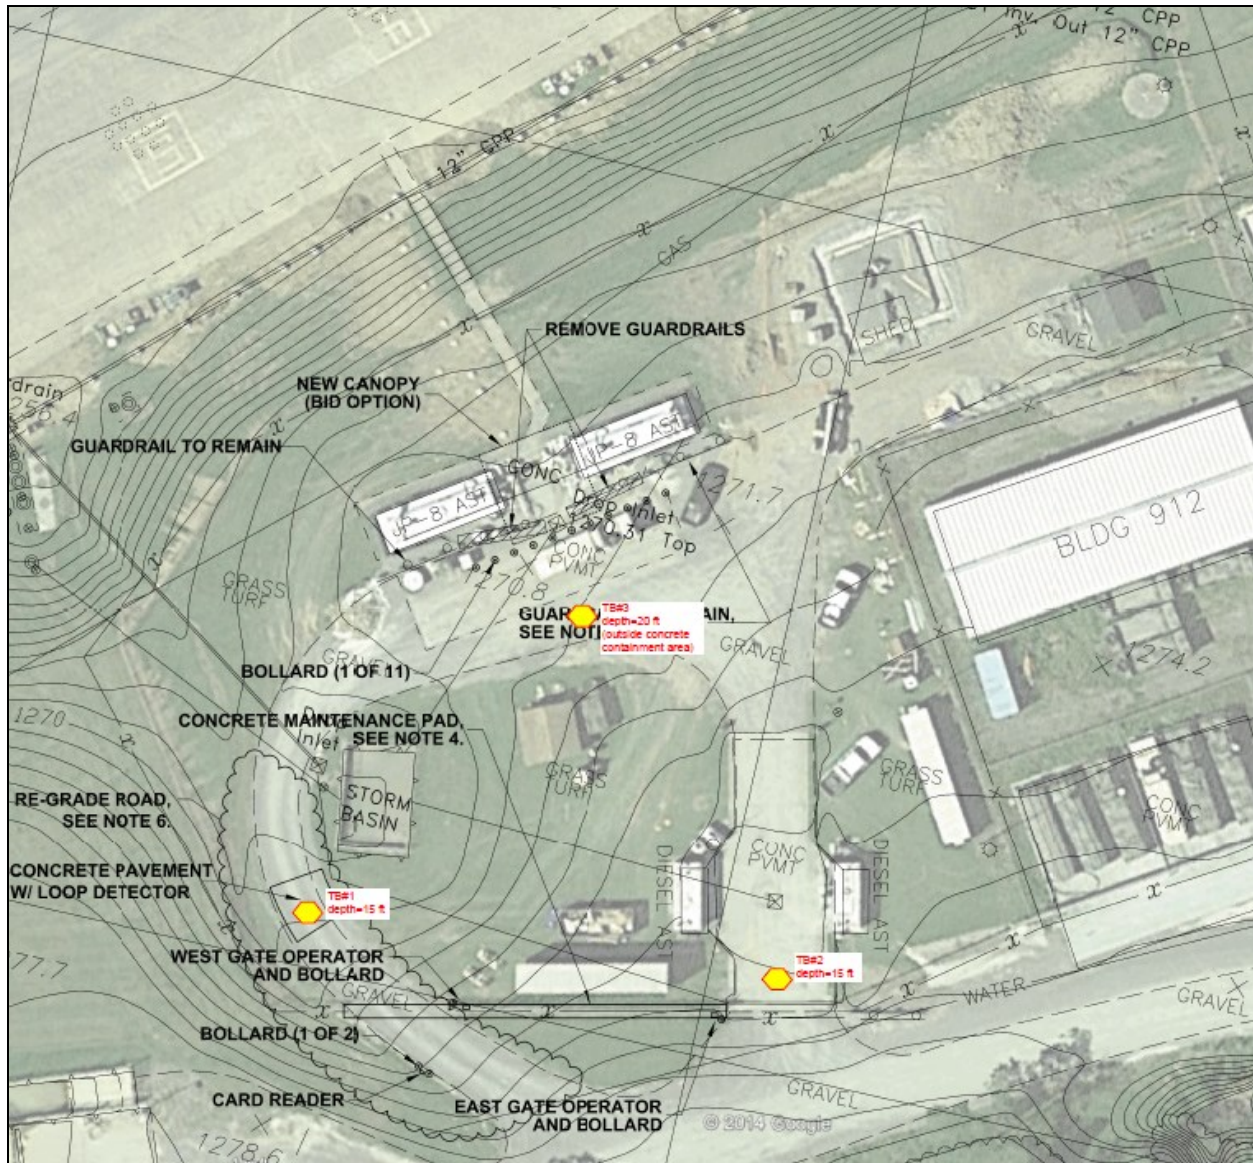 12" CPP
Inv. Out 12" CPP
12" CPP
x
x
x
GAS
SHED
GRAVEL
REMOVE GUARDRAILS
NEW CANOPY
(BID OPTION)
GUARDRAIL TO REMAIN
JP-8 AST
JP-8 AST
CONC
Drop Inlet
1270.31 Top
1271.7
CONC
PVMT
1270.8
BLDG 912
1274.2
GRASS
TURF
SEE
TB#3
depth=20 ft
(outside concrete
containment area)
GRAVEL
GRAVEL
BOLLARD (1 OF 11)
CONCRETE MAINTENANCE PAD,
SEE NOTE 4.
1270
Drop
Inlet
STORM
BASIN
GRASS
TURF
GRASS
TURF
CONC
PVMT
RE-GRADE ROAD,
SEE NOTE 6.
CONC
PVMT
CONCRETE PAVEMENT
W/ LOOP DETECTOR
TB#1
depth=15 ft
DIESEL AST
DIESEL AST
TB#2
depth=15 ft
77.7
WEST GATE OPERATOR
AND BOLLARD
GRAVEL
WATER
GRAVEL
BOLLARD (1 OF 2)
CARD READER
EAST GATE OPERATOR
AND BOLLARD
GRAVEL
© 2014 Google
1278.6